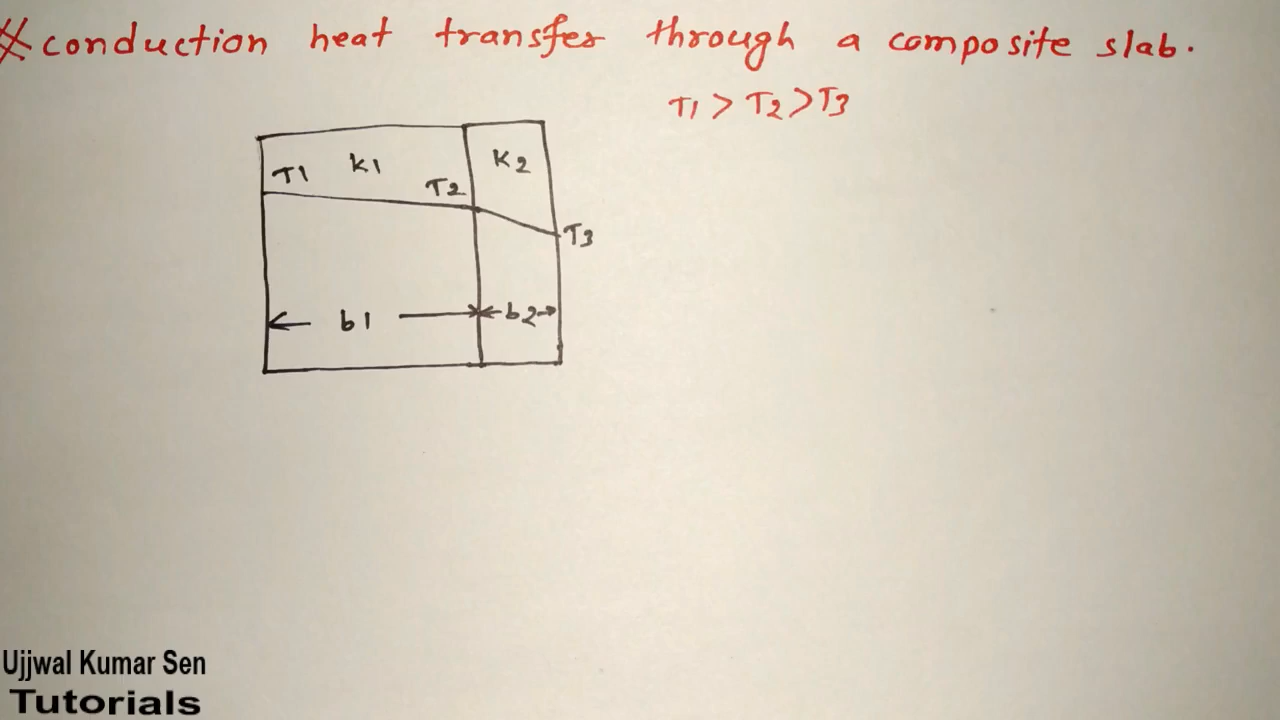 ※ conduction heat transfer through a composite slab.
T1 > T2 > T3
T1 K1 T2 K2
T3
b1 b2
Ujjwal Kumar Sen
Tutorials